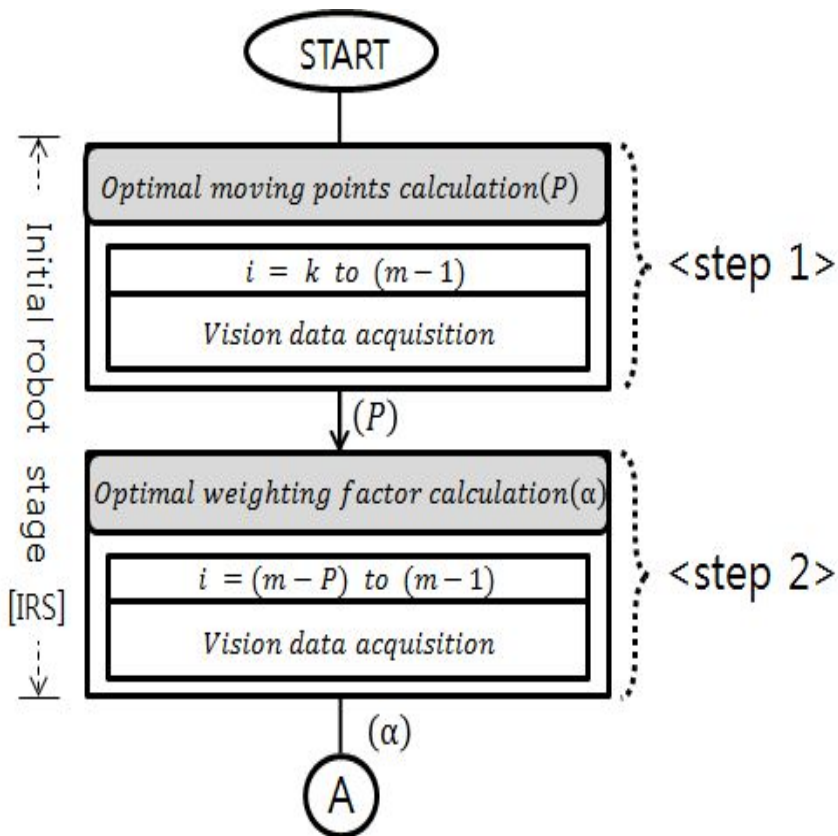 START
Optimal moving points calculation(P)
i = k to (m−1)
Vision data acquisition
<step 1>
(P)
Optimal weighting factor calculation(α)
i = (m−P) to (m−1)
Vision data acquisition
<step 2>
(α)
A
Initial robot stage
[IRS]